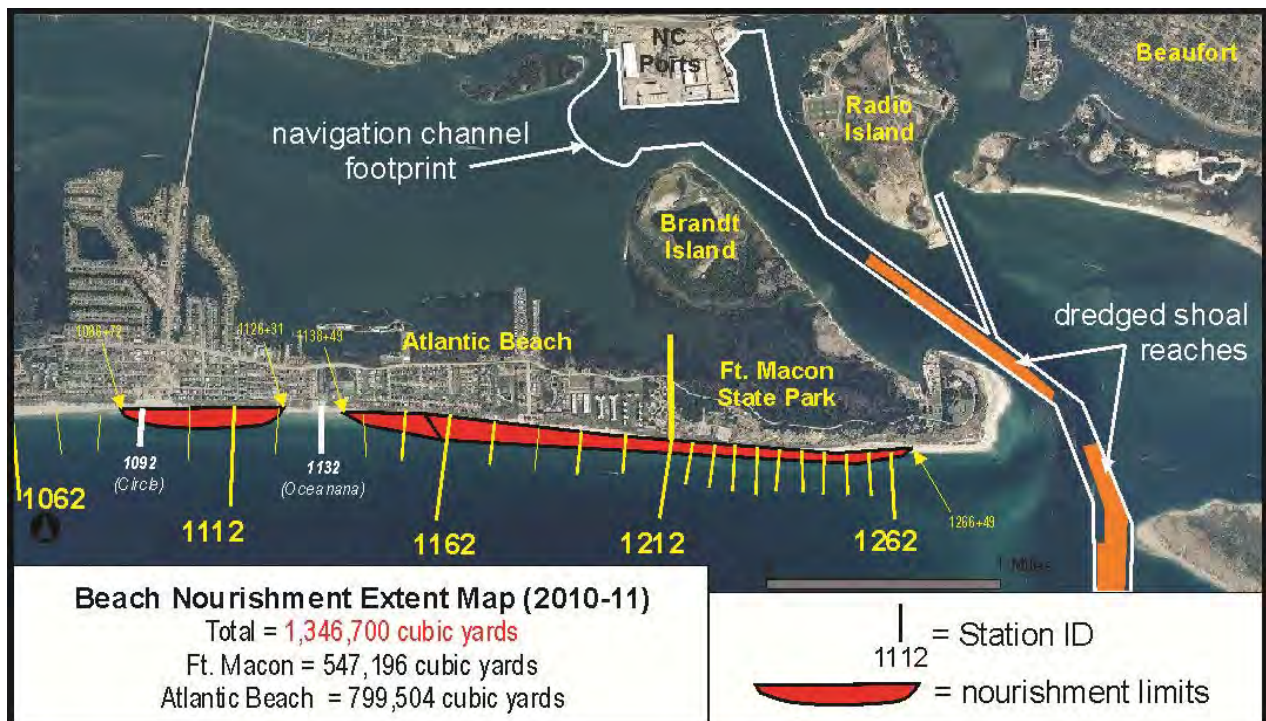 NC
Ports
Beaufort
Radio
Island
navigation channel
footprint
Brandt
Island
dredged shoal
reaches
1086+72
1126+31
1138+49
Atlantic Beach
Ft. Macon
State Park
1092
(Circle)
1132
(Oceanana)
1062
1112
1162
1212
1262
1266+49
1 Miles
Beach Nourishment Extent Map (2010-11)
Total = 1,346,700 cubic yards
Ft. Macon = 547,196 cubic yards
Atlantic Beach = 799,504 cubic yards
1112
= Station ID
= nourishment limits